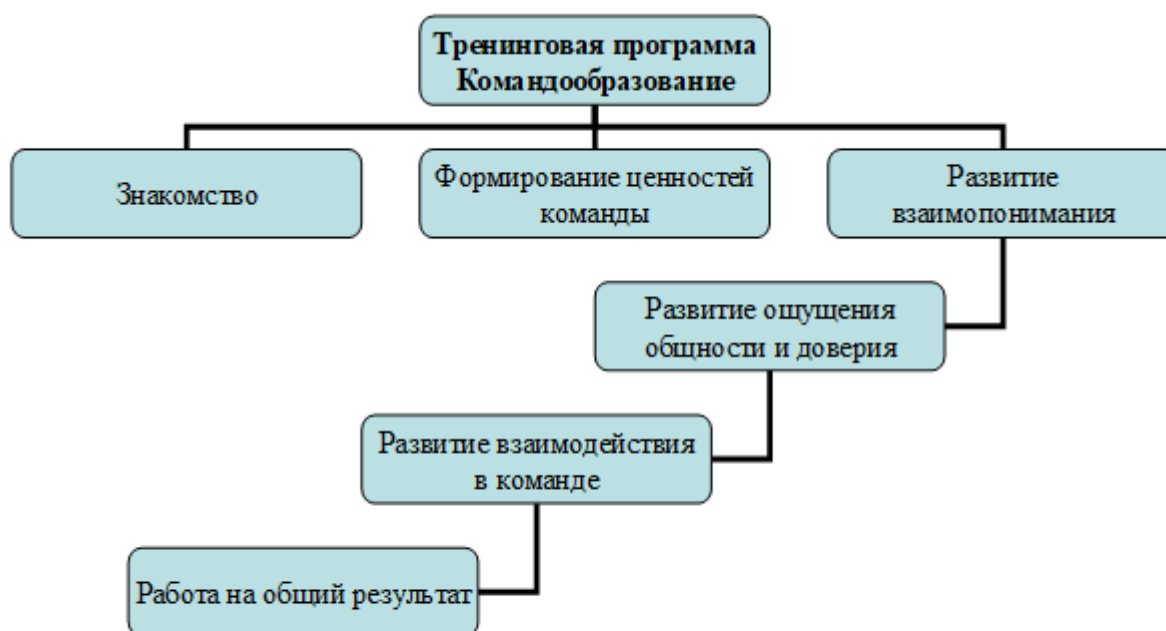 Тренинговая программа
Командообразование
Знакомство
Формирование ценностей
команды
Развитие
взаимопонимания
Развитие ощущения
общности и доверия
Развитие взаимодействия
в команде
Работа на общий результат